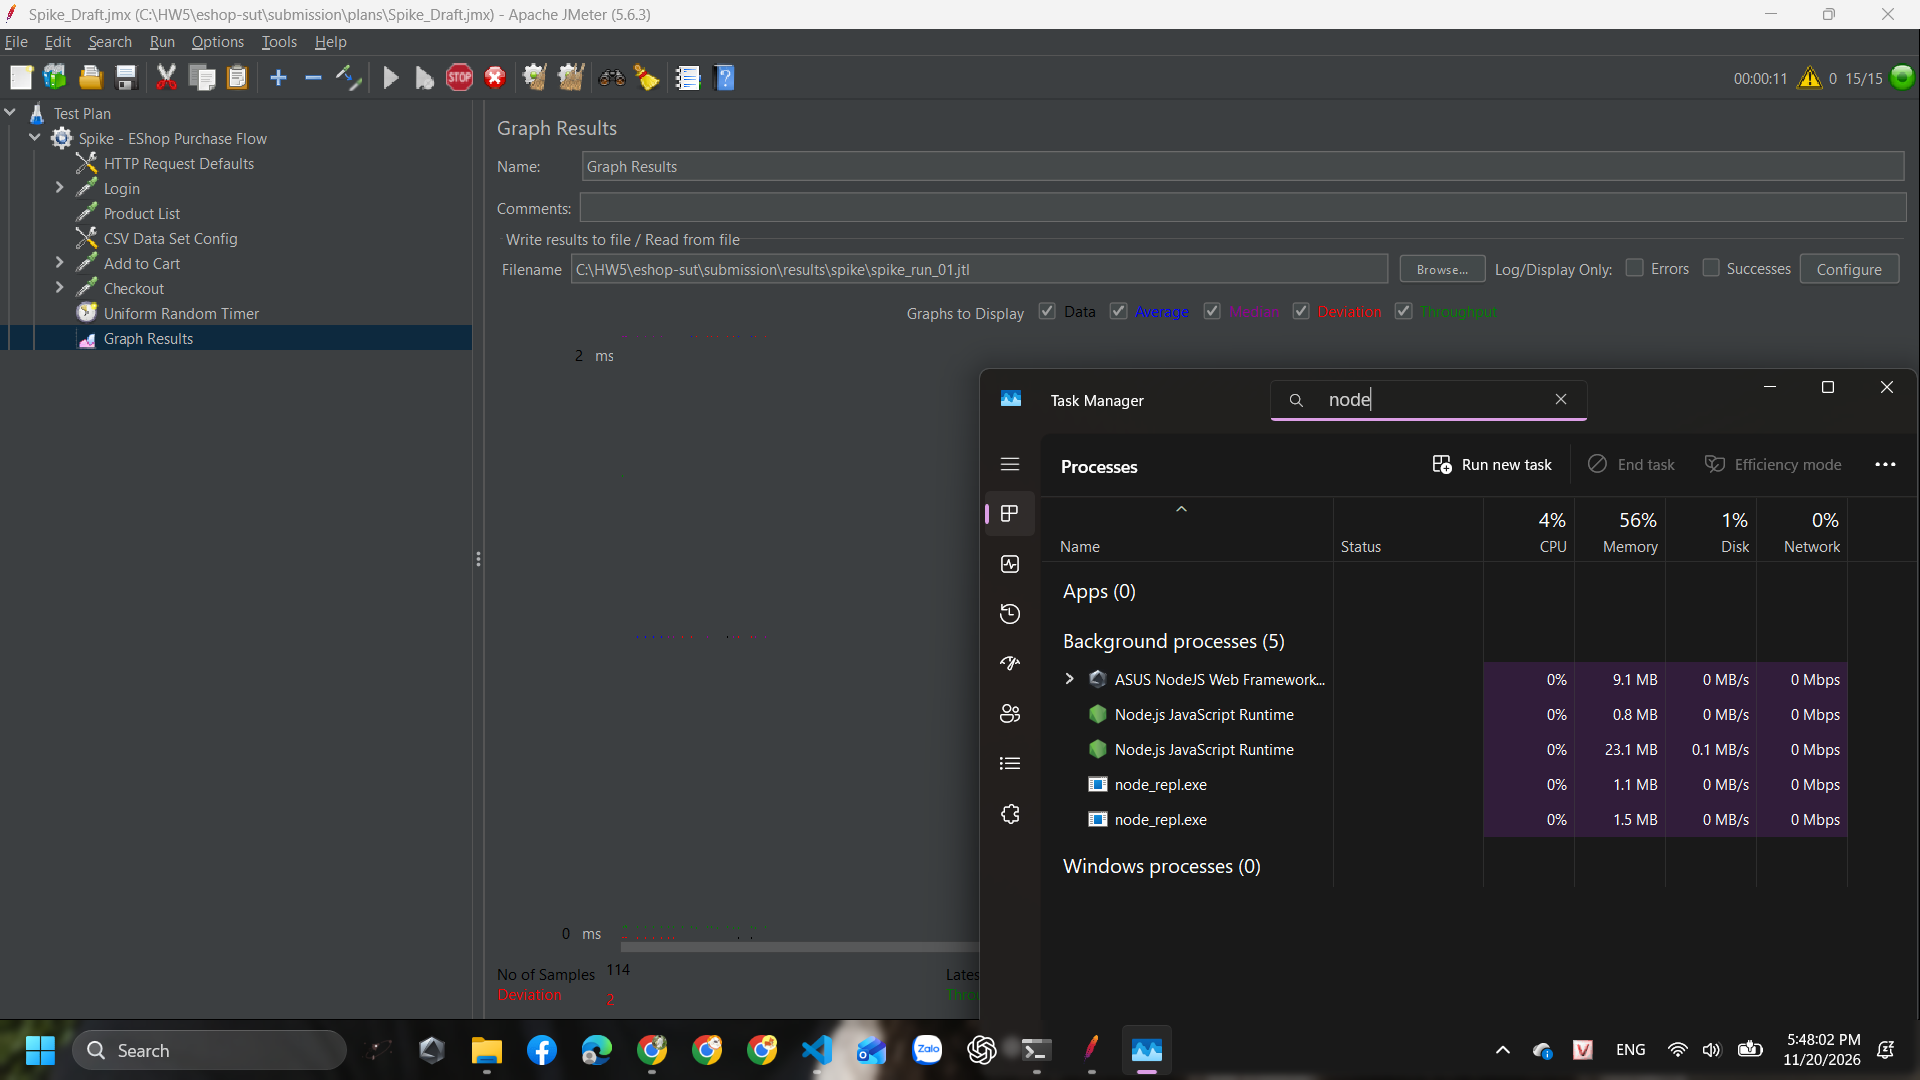 Spike_Draft.jmx (C:\HW5\eshop-sut\submission\plans\Spike_Draft.jmx) - Apache JMeter (5.6.3)
File Edit Search Run Options Tools Help
STOP
00:00:11 0 15/15
Test Plan
Spike - EShop Purchase Flow
HTTP Request Defaults
Login
Product List
CSV Data Set Config
Add to Cart
Checkout
Uniform Random Timer
Graph Results
Graph Results
Name: Graph Results
Comments:
Write results to file / Read from file
Filename C:\HW5\eshop-sut\submission\results\spike\spike_run_01.jtl Browse... Log/Display Only: Errors Successes Configure
Graphs to Display Data Average Median Deviation Throughput
2 ms
0 ms
No of Samples 114
Deviation 2
Lates
Throu
Task Manager
node
Processes
Run new task End task Efficiency mode
Name Status 4% CPU 56% Memory 1% Disk 0% Network
Apps (0)
Background processes (5)
ASUS NodeJS Web Framework... 0% 9.1 MB 0 MB/s 0 Mbps
Node.js JavaScript Runtime 0% 0.8 MB 0 MB/s 0 Mbps
Node.js JavaScript Runtime 0% 23.1 MB 0.1 MB/s 0 Mbps
node_repl.exe 0% 1.1 MB 0 MB/s 0 Mbps
node_repl.exe 0% 1.5 MB 0 MB/s 0 Mbps
Windows processes (0)
Search
Zalo
ENG
5:48:02 PM
11/20/2026